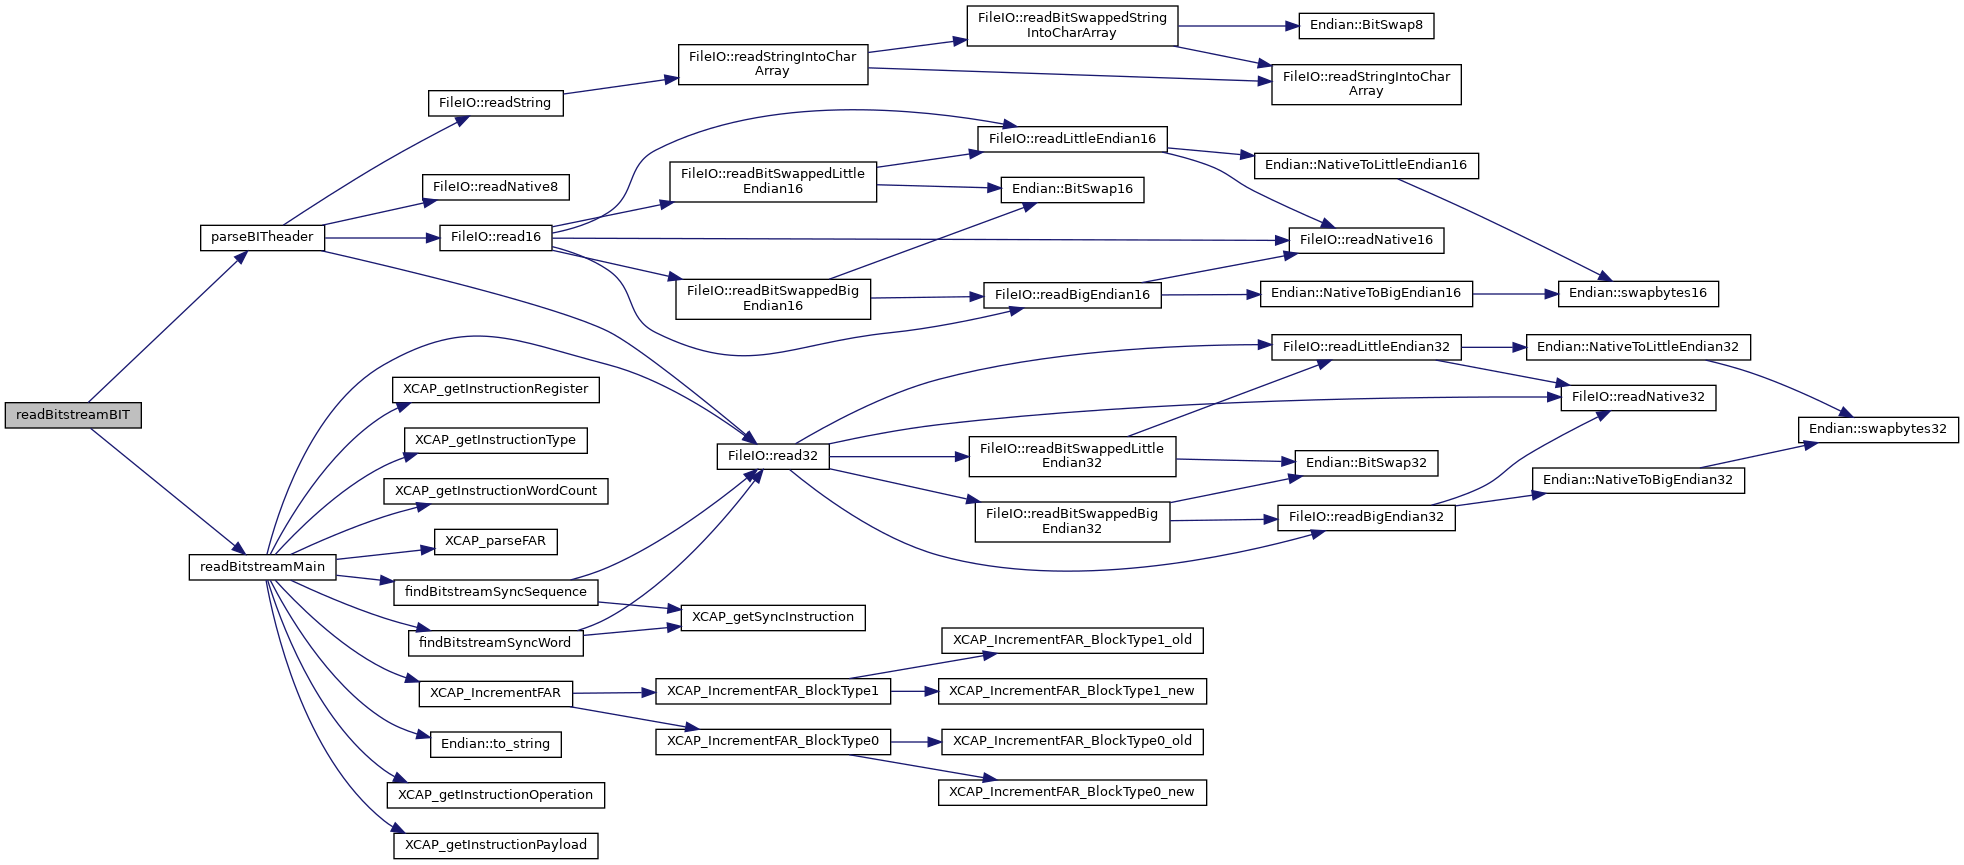 readBitstreamBIT
parseBITheader
readBitstreamMain
FileIO::readString
FileIO::readNative8
FileIO::read16
XCAP_getInstructionRegister
XCAP_getInstructionType
XCAP_getInstructionWordCount
XCAP_parseFAR
findBitstreamSyncSequence
findBitstreamSyncWord
XCAP_IncrementFAR
Endian::to_string
XCAP_getInstructionOperation
XCAP_getInstructionPayload
FileIO::readStringIntoChar
Array
FileIO::readBitSwappedLittle
Endian16
FileIO::readBitSwappedBig
Endian16
FileIO::read32
XCAP_getSyncInstruction
XCAP_IncrementFAR_BlockType1
XCAP_IncrementFAR_BlockType0
FileIO::readBitSwappedString
IntoCharArray
FileIO::readLittleEndian16
Endian::BitSwap16
FileIO::readBigEndian16
FileIO::readBitSwappedLittle
Endian32
FileIO::readBitSwappedBig
Endian32
XCAP_IncrementFAR_BlockType1_old
XCAP_IncrementFAR_BlockType1_new
XCAP_IncrementFAR_BlockType0_old
XCAP_IncrementFAR_BlockType0_new
Endian::BitSwap8
FileIO::readStringIntoChar
Array
Endian::NativeToLittleEndian16
FileIO::readNative16
Endian::NativeToBigEndian16
FileIO::readLittleEndian32
Endian::BitSwap32
FileIO::readBigEndian32
Endian::swapbytes16
Endian::NativeToLittleEndian32
FileIO::readNative32
Endian::NativeToBigEndian32
Endian::swapbytes32